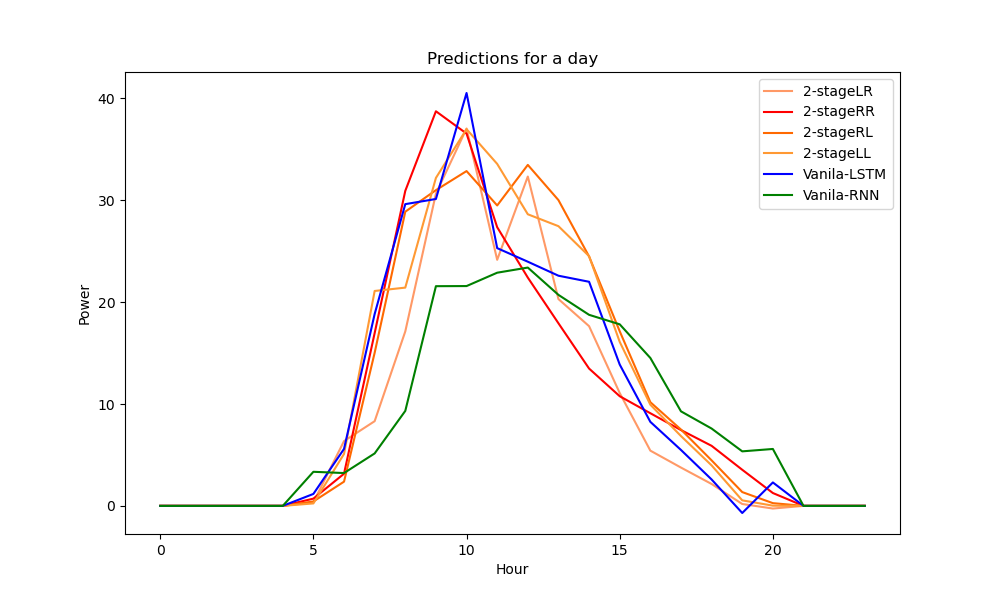 Predictions for a day
2-stageLR
2-stageRR
2-stageRL
2-stageLL
Vanila-LSTM
Vanila-RNN
Power
40
30
20
10
0
0 5 10 15 20
Hour